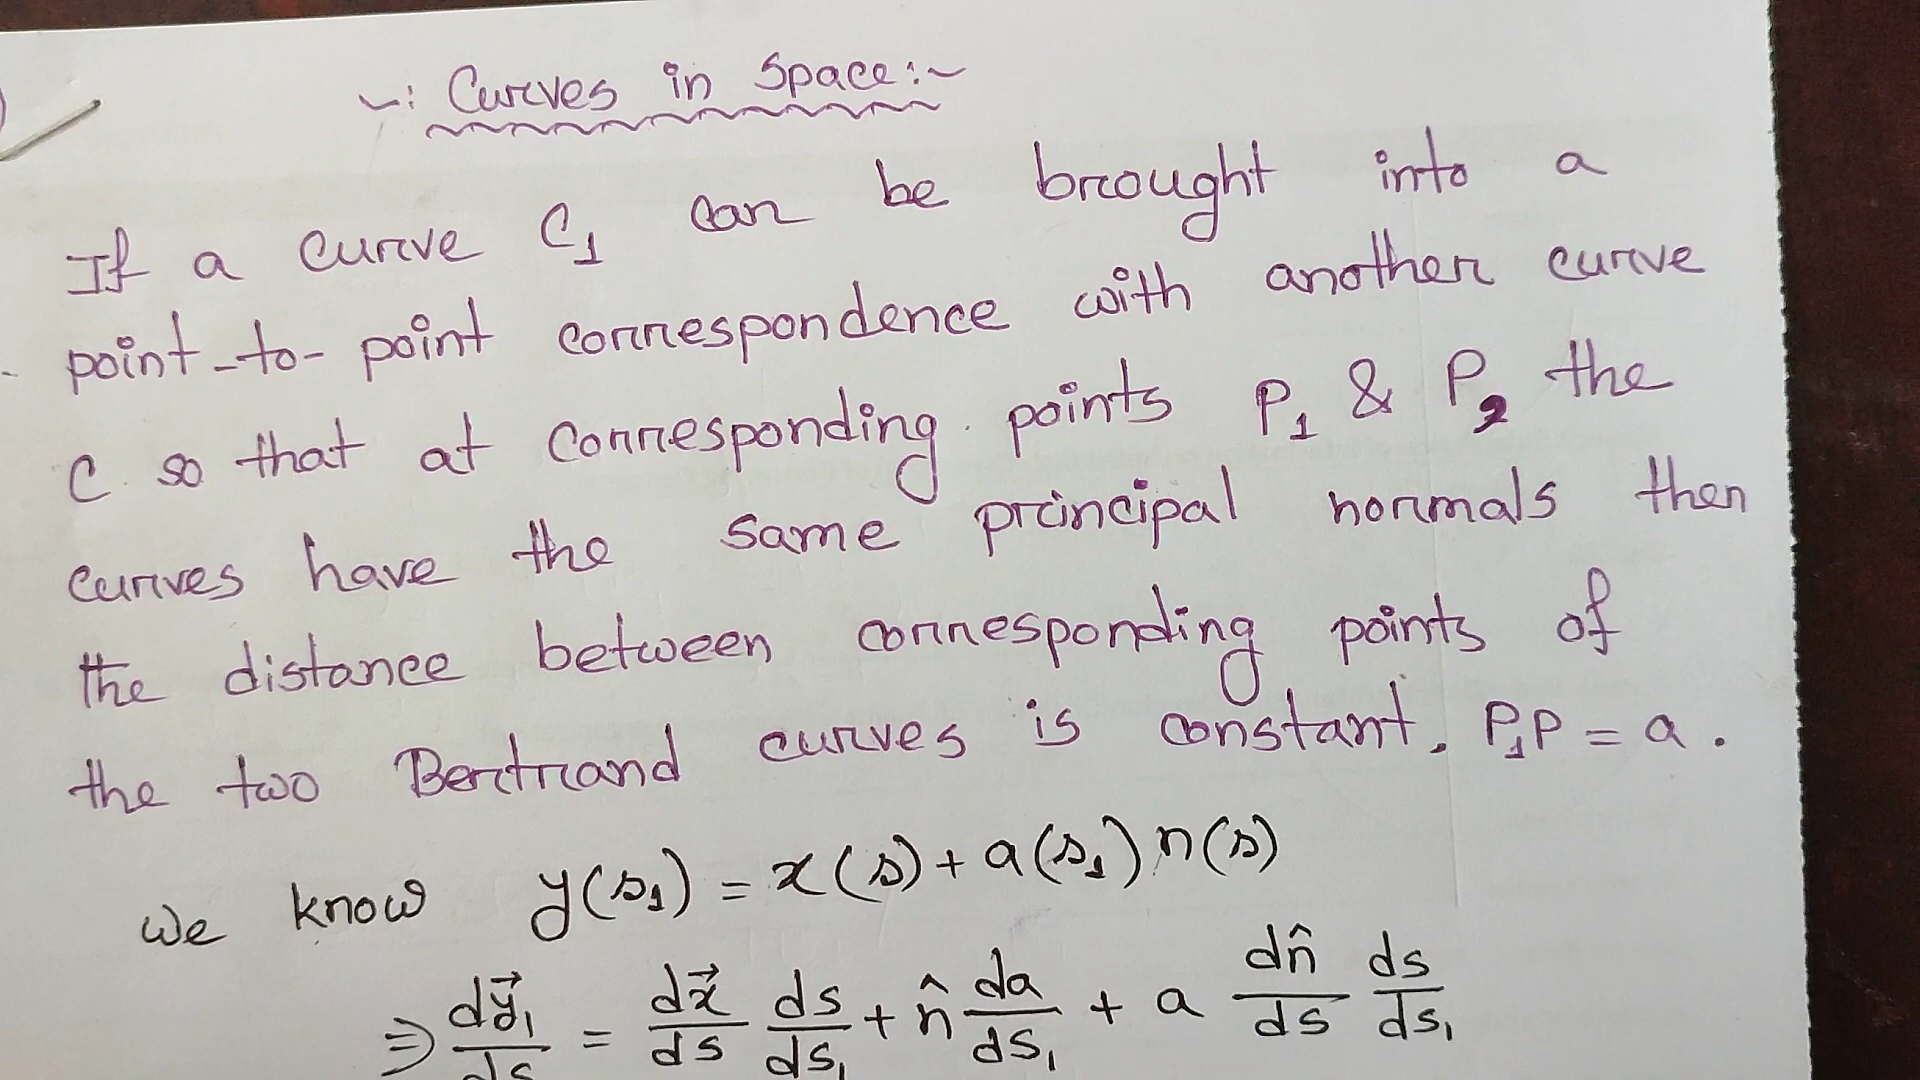 ~: Curves in Space:~
If a curve C₁ can be brought into a
point-to-point correspondence with another curve
C so that at corresponding points P₁ & P₂ the
curves have the same principal normals then
the distance between corresponding points of
the two Bertrand curves is constant. P₁P = a.
We know y(s₁) = x(s) + a(s₁) n(s)
⇒ dy⃗₁/ds = dx⃗/ds ds/ds₁ + n̂ da/ds₁ + a dn̂/ds ds/ds₁